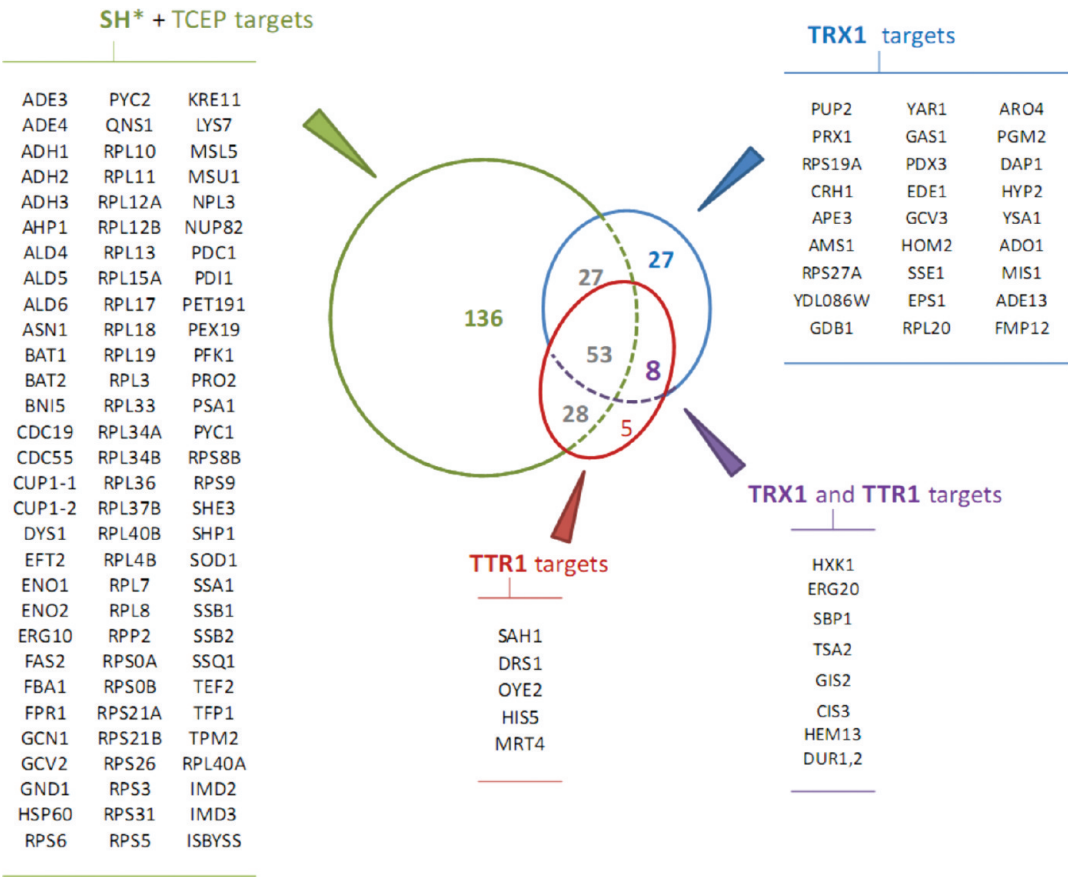 SH* + TCEP targets
ADE3 PYC2 KRE11
ADE4 QNS1 LYS7
ADH1 RPL10 MSL5
ADH2 RPL11 MSU1
ADH3 RPL12A NPL3
AHP1 RPL12B NUP82
ALD4 RPL13 PDC1
ALD5 RPL15A PDI1
ALD6 RPL17 PET191
ASN1 RPL18 PEX19
BAT1 RPL19 PFK1
BAT2 RPL3 PRO2
BNI5 RPL33 PSA1
CDC19 RPL34A PYC1
CDC55 RPL34B RPS8B
CUP1-1 RPL36 RPS9
CUP1-2 RPL37B SHE3
DYS1 RPL40B SHP1
EFT2 RPL4B SOD1
ENO1 RPL7 SSA1
ENO2 RPL8 SSB1
ERG10 RPP2 SSB2
FAS2 RPS0A SSQ1
FBA1 RPS0B TEF2
FPR1 RPS21A TFP1
GCN1 RPS21B TPM2
GCV2 RPS26 RPL40A
GND1 RPS3 IMD2
HSP60 RPS31 IMD3
RPS6 RPS5 ISBYSS
136
27
27
53
8
28
5
TRX1 targets
PUP2 YAR1 ARO4
PRX1 GAS1 PGM2
RPS19A PDX3 DAP1
CRH1 EDE1 HYP2
APE3 GCV3 YSA1
AMS1 HOM2 ADO1
RPS27A SSE1 MIS1
YDL086W EPS1 ADE13
GDB1 RPL20 FMP12
TRX1 and TTR1 targets
HXK1
ERG20
SBP1
TSA2
GIS2
CIS3
HEM13
DUR1,2
TTR1 targets
SAH1
DRS1
OYE2
HIS5
MRT4